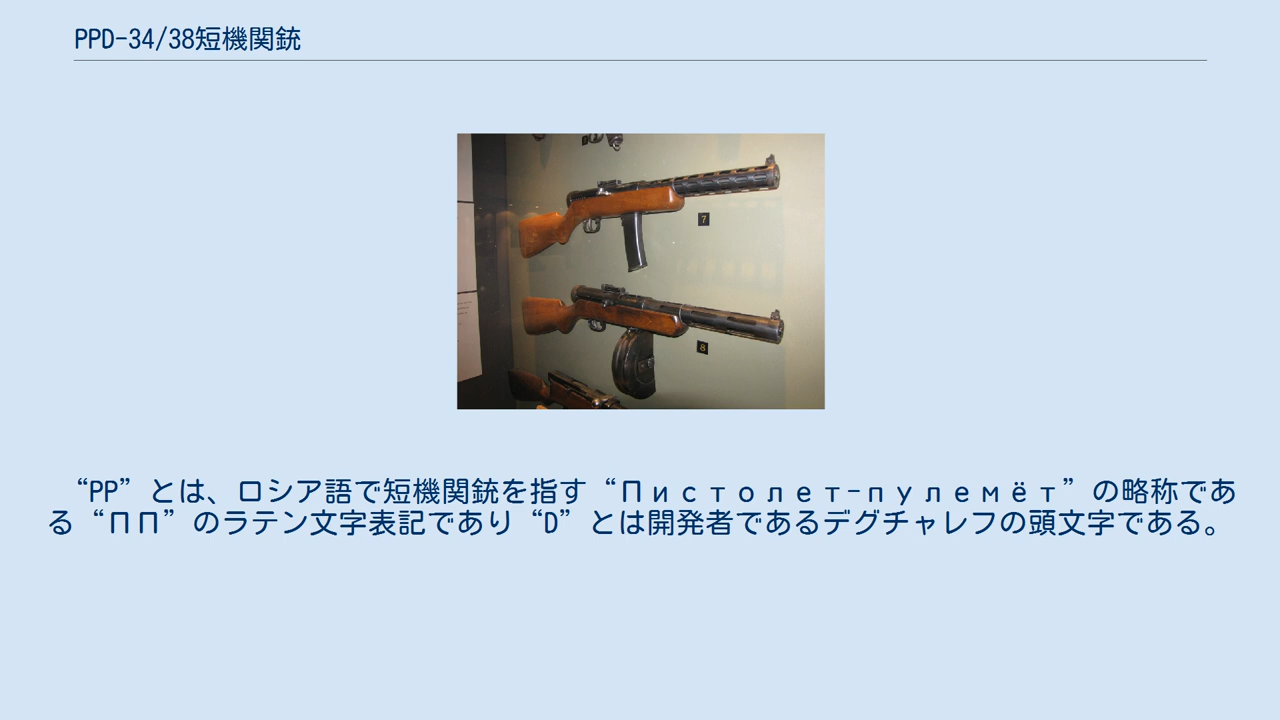 PPD-34/38短機関銃
7
8
“PP”とは、ロシア語で短機関銃を指す“Пистолет-пулемёт”の略称であ
る“ПП”のラテン文字表記であり“D”とは開発者であるデグチャレフの頭文字である。